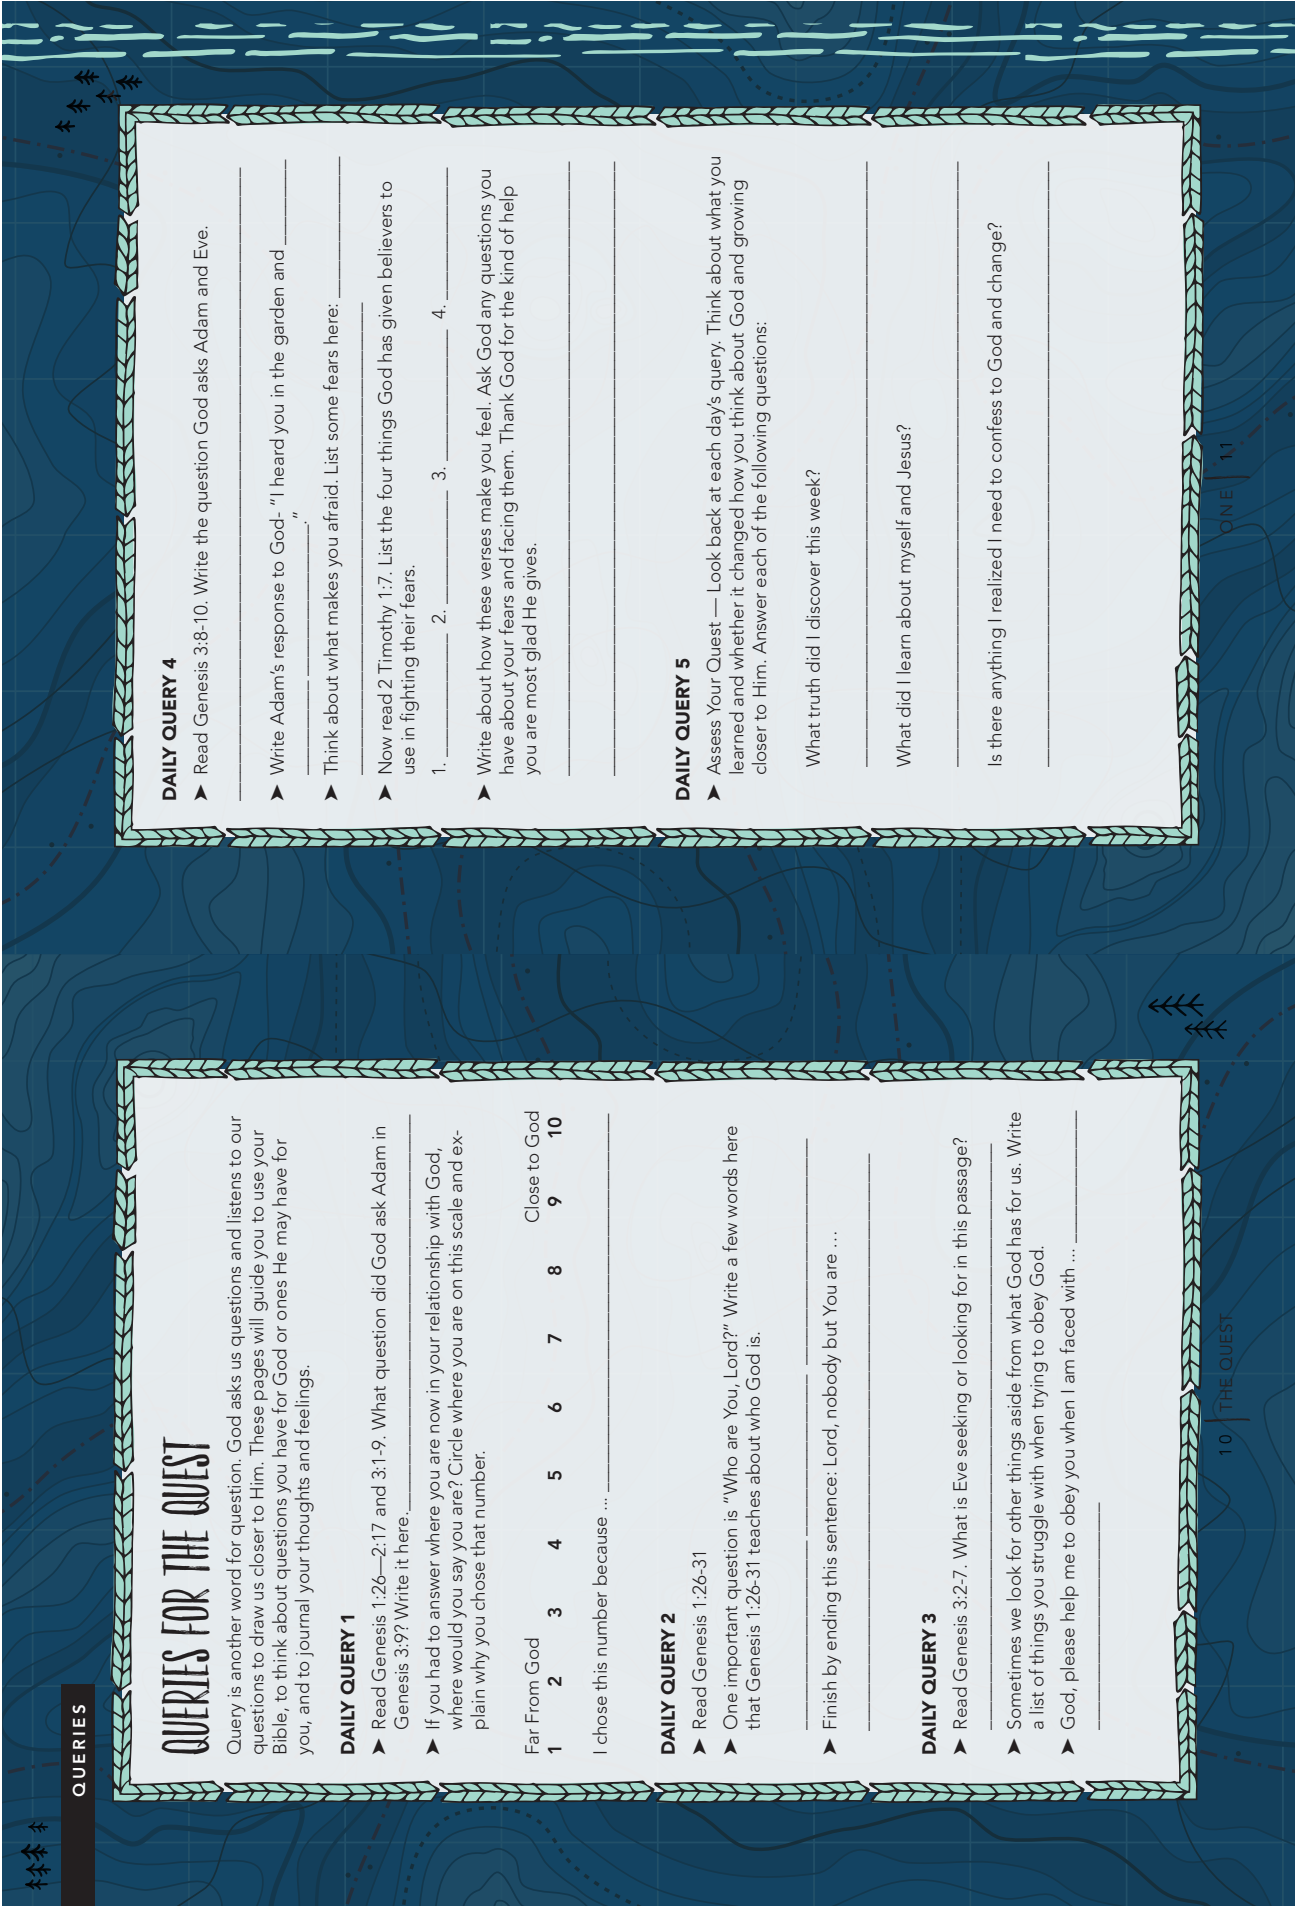 QUERIES
QUERIES FOR THE QUEST
Query is another word for question. God asks us questions and listens to our
questions to draw us closer to Him. These pages will guide you to use your
Bible, to think about questions you have for God or ones He may have for
you, and to journal your thoughts and feelings.
DAILY QUERY 1
➤ Read Genesis 1:26—2:17 and 3:1-9. What question did God ask Adam in
Genesis 3:9? Write it here.
➤ If you had to answer where you are now in your relationship with God,
where would you say you are? Circle where you are on this scale and ex-
plain why you chose that number.
Far From God Close to God
1 2 3 4 5 6 7 8 9 10
I chose this number because ...
DAILY QUERY 2
➤ Read Genesis 1:26-31
➤ One important question is “Who are You, Lord?” Write a few words here
that Genesis 1:26-31 teaches about who God is.
➤ Finish by ending this sentence: Lord, nobody but You are ...
DAILY QUERY 3
➤ Read Genesis 3:2-7. What is Eve seeking or looking for in this passage?
➤ Sometimes we look for other things aside from what God has for us. Write
a list of things you struggle with when trying to obey God.
➤ God, please help me to obey you when I am faced with ...
10 | THE QUEST
DAILY QUERY 4
➤ Read Genesis 3:8-10. Write the question God asks Adam and Eve.
➤ Write Adam’s response to God- “I heard you in the garden and
.”
➤ Think about what makes you afraid. List some fears here:
➤ Now read 2 Timothy 1:7. List the four things God has given believers to
use in fighting their fears.
1. 2. 3. 4.
➤ Write about how these verses make you feel. Ask God any questions you
have about your fears and facing them. Thank God for the kind of help
you are most glad He gives.
DAILY QUERY 5
➤ Assess Your Quest — Look back at each day’s query. Think about what you
learned and whether it changed how you think about God and growing
closer to Him. Answer each of the following questions:
What truth did I discover this week?
What did I learn about myself and Jesus?
Is there anything I realized I need to confess to God and change?
ONE | 11